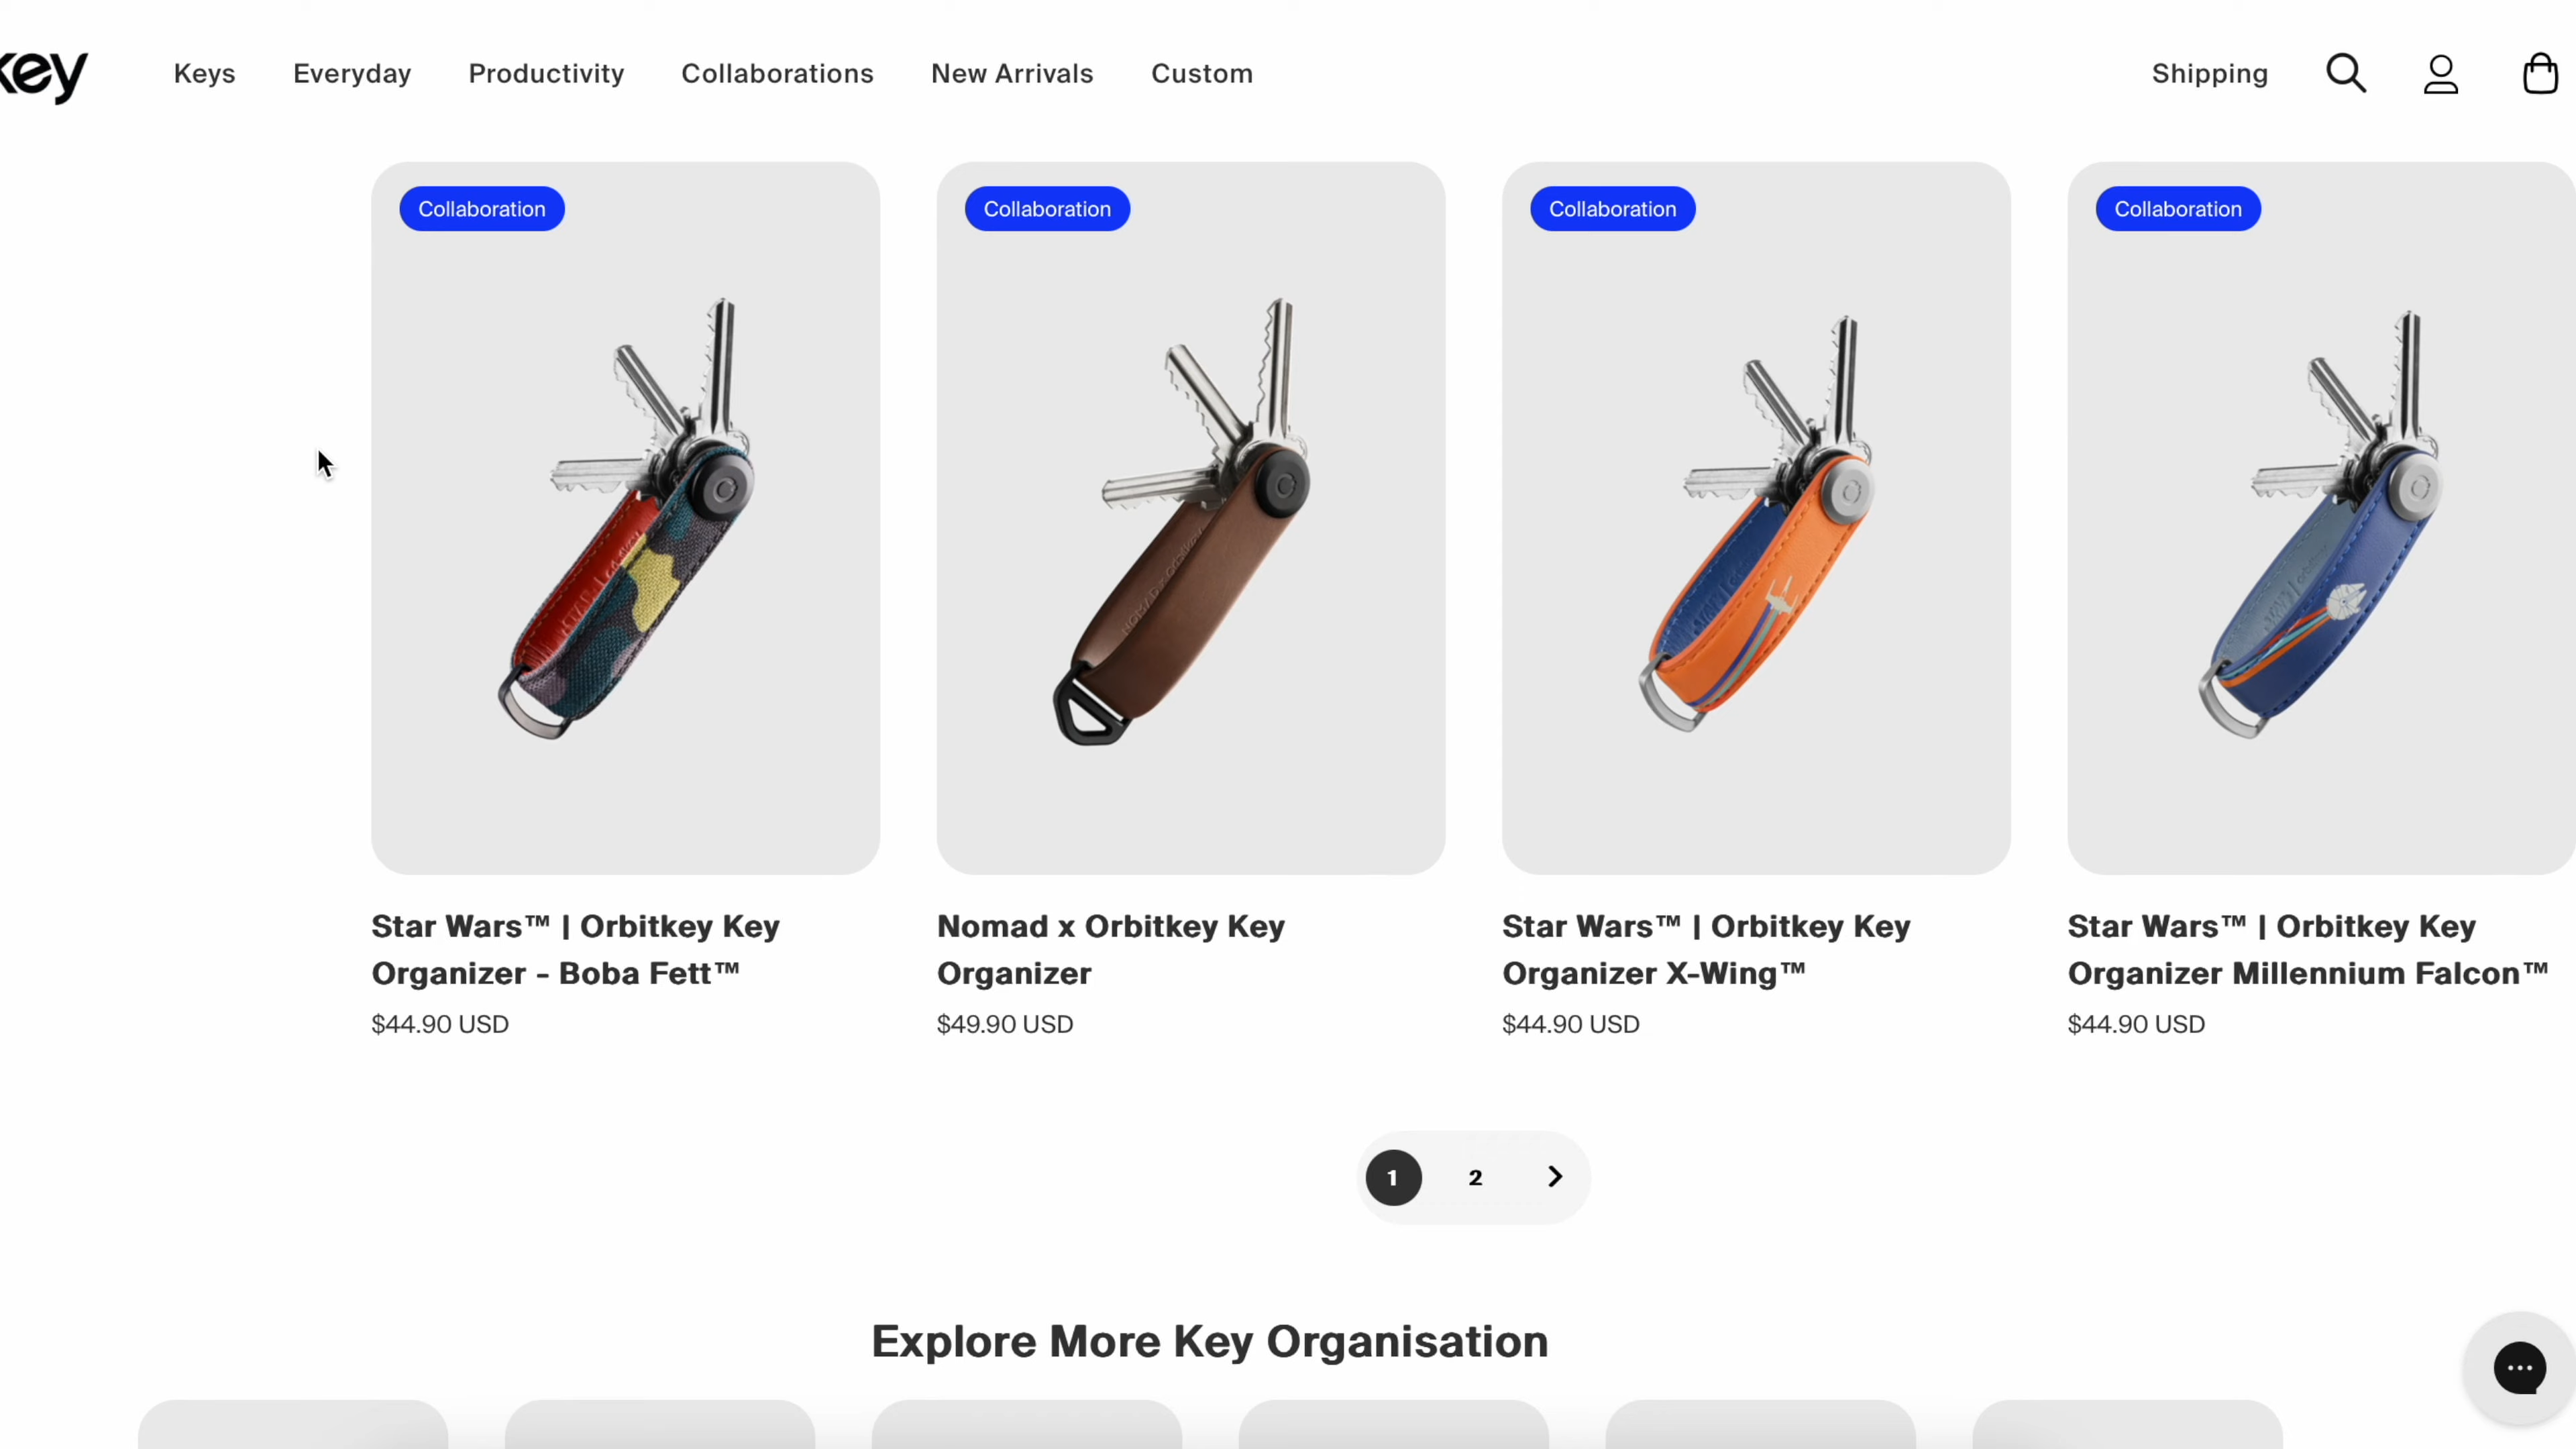 key
Keys Everyday Productivity Collaborations New Arrivals Custom Shipping
Collaboration Collaboration Collaboration Collaboration
Star Wars™ | Orbitkey Key
Organizer - Boba Fett™
$44.90 USD
Nomad x Orbitkey Key
Organizer
$49.90 USD
Star Wars™ | Orbitkey Key
Organizer X-Wing™
$44.90 USD
Star Wars™ | Orbitkey Key
Organizer Millennium Falcon™
$44.90 USD
1 2
Explore More Key Organisation